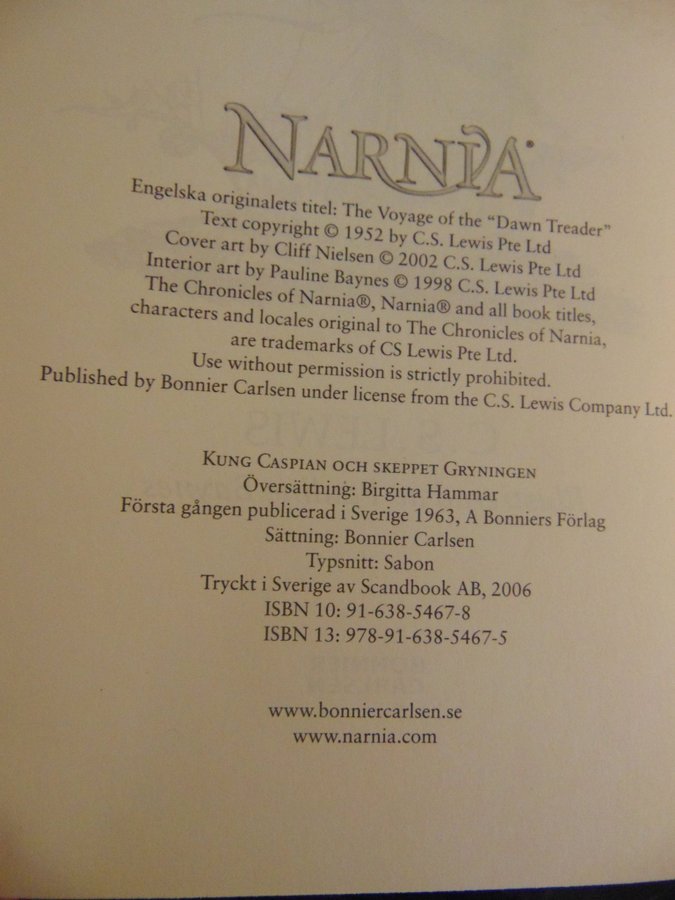 NARNIA®
Engelska originalets titel: The Voyage of the “Dawn Treader”
Text copyright © 1952 by C.S. Lewis Pte Ltd
Cover art by Cliff Nielsen © 2002 C.S. Lewis Pte Ltd
Interior art by Pauline Baynes © 1998 C.S. Lewis Pte Ltd
The Chronicles of Narnia®, Narnia® and all book titles,
characters and locales original to The Chronicles of Narnia,
are trademarks of CS Lewis Pte Ltd.
Use without permission is strictly prohibited.
Published by Bonnier Carlsen under license from the C.S. Lewis Company Ltd.
KUNG CASPIAN OCH SKEPPET GRYNINGEN
Översättning: Birgitta Hammar
Första gången publicerad i Sverige 1963, A Bonniers Förlag
Sättning: Bonnier Carlsen
Typsnitt: Sabon
Tryckt i Sverige av Scandbook AB, 2006
ISBN 10: 91-638-5467-8
ISBN 13: 978-91-638-5467-5
www.bonniercarlsen.se
www.narnia.com